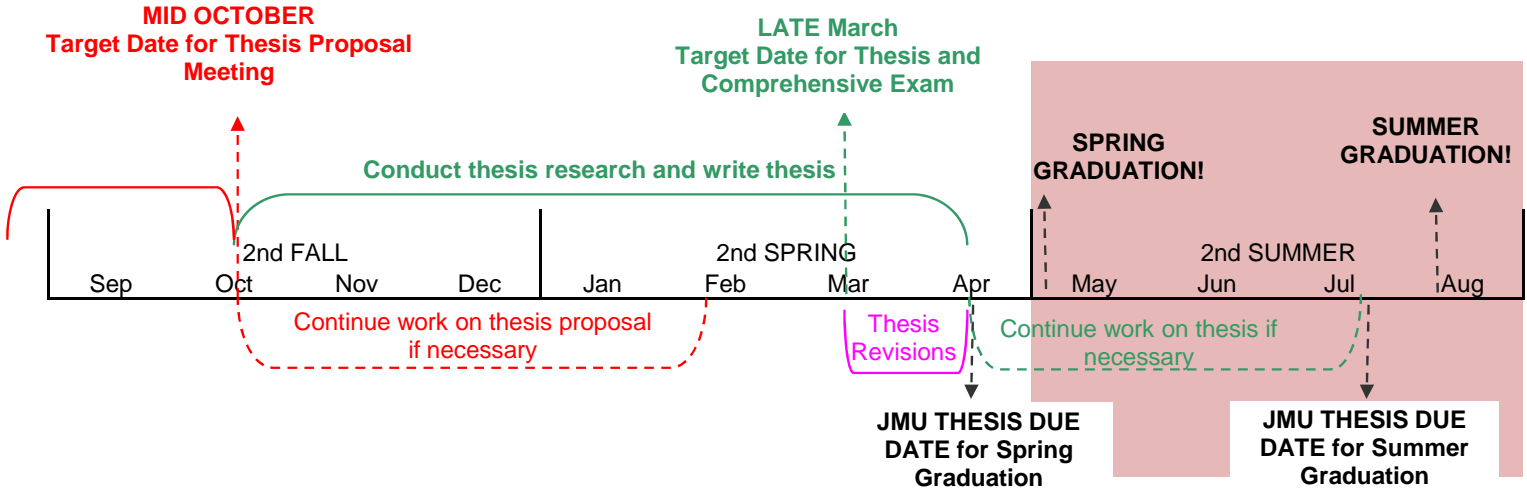 MID OCTOBER
Target Date for Thesis Proposal
Meeting
LATE March
Target Date for Thesis and
Comprehensive Exam
SPRING
GRADUATION!
SUMMER
GRADUATION!
Conduct thesis research and write thesis
2nd FALL
2nd SPRING
2nd SUMMER
Sep Oct Nov Dec Jan Feb Mar Apr May Jun Jul Aug
Continue work on thesis proposal
if necessary
Thesis
Revisions
Continue work on thesis if
necessary
JMU THESIS DUE
DATE for Spring
Graduation
JMU THESIS DUE
DATE for Summer
Graduation